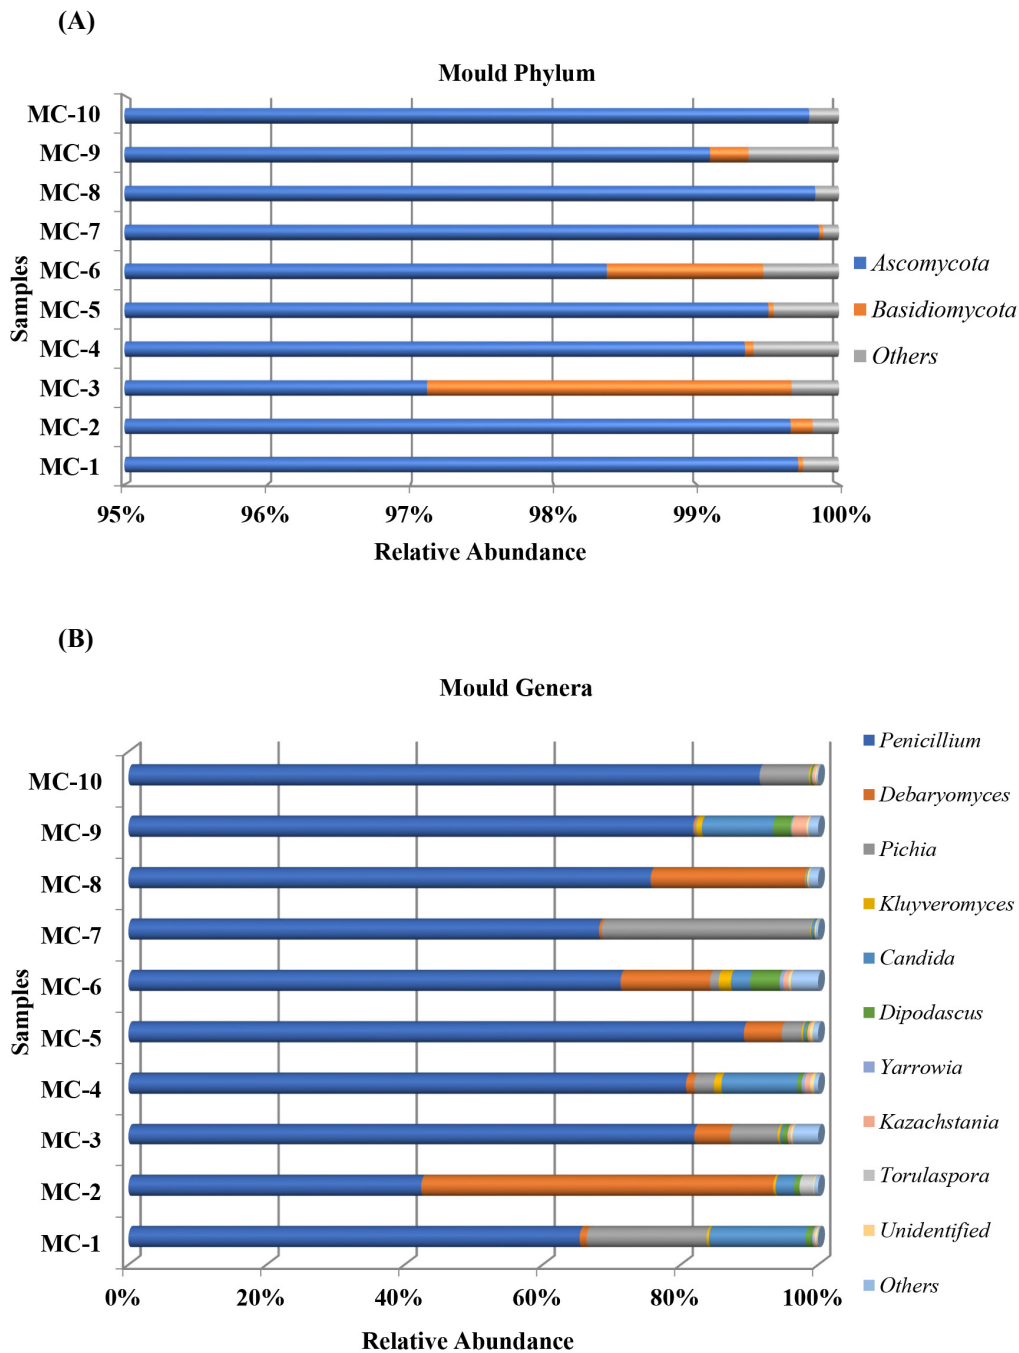 (A)
Mould Phylum
MC-10
MC-9
MC-8
MC-7
MC-6
MC-5
MC-4
MC-3
MC-2
MC-1
Samples
95% 96% 97% 98% 99% 100%
Relative Abundance
Ascomycota
Basidiomycota
Others
(B)
Mould Genera
MC-10
MC-9
MC-8
MC-7
MC-6
MC-5
MC-4
MC-3
MC-2
MC-1
Samples
0% 20% 40% 60% 80% 100%
Relative Abundance
Penicillium
Debaryomyces
Pichia
Kluyveromyces
Candida
Dipodascus
Yarrowia
Kazachstania
Torulaspora
Unidentified
Others